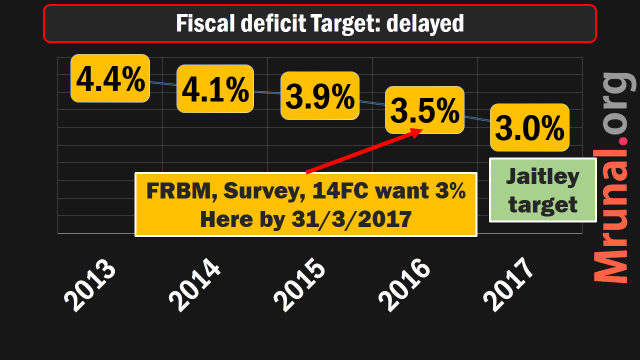 Fiscal deficit Target: delayed
4.4%
4.1%
3.9%
3.5%
3.0%
FRBM, Survey, 14FC want 3%
Here by 31/3/2017
Jaitley
target
2013
2014
2015
2016
2017
Mrunal.org